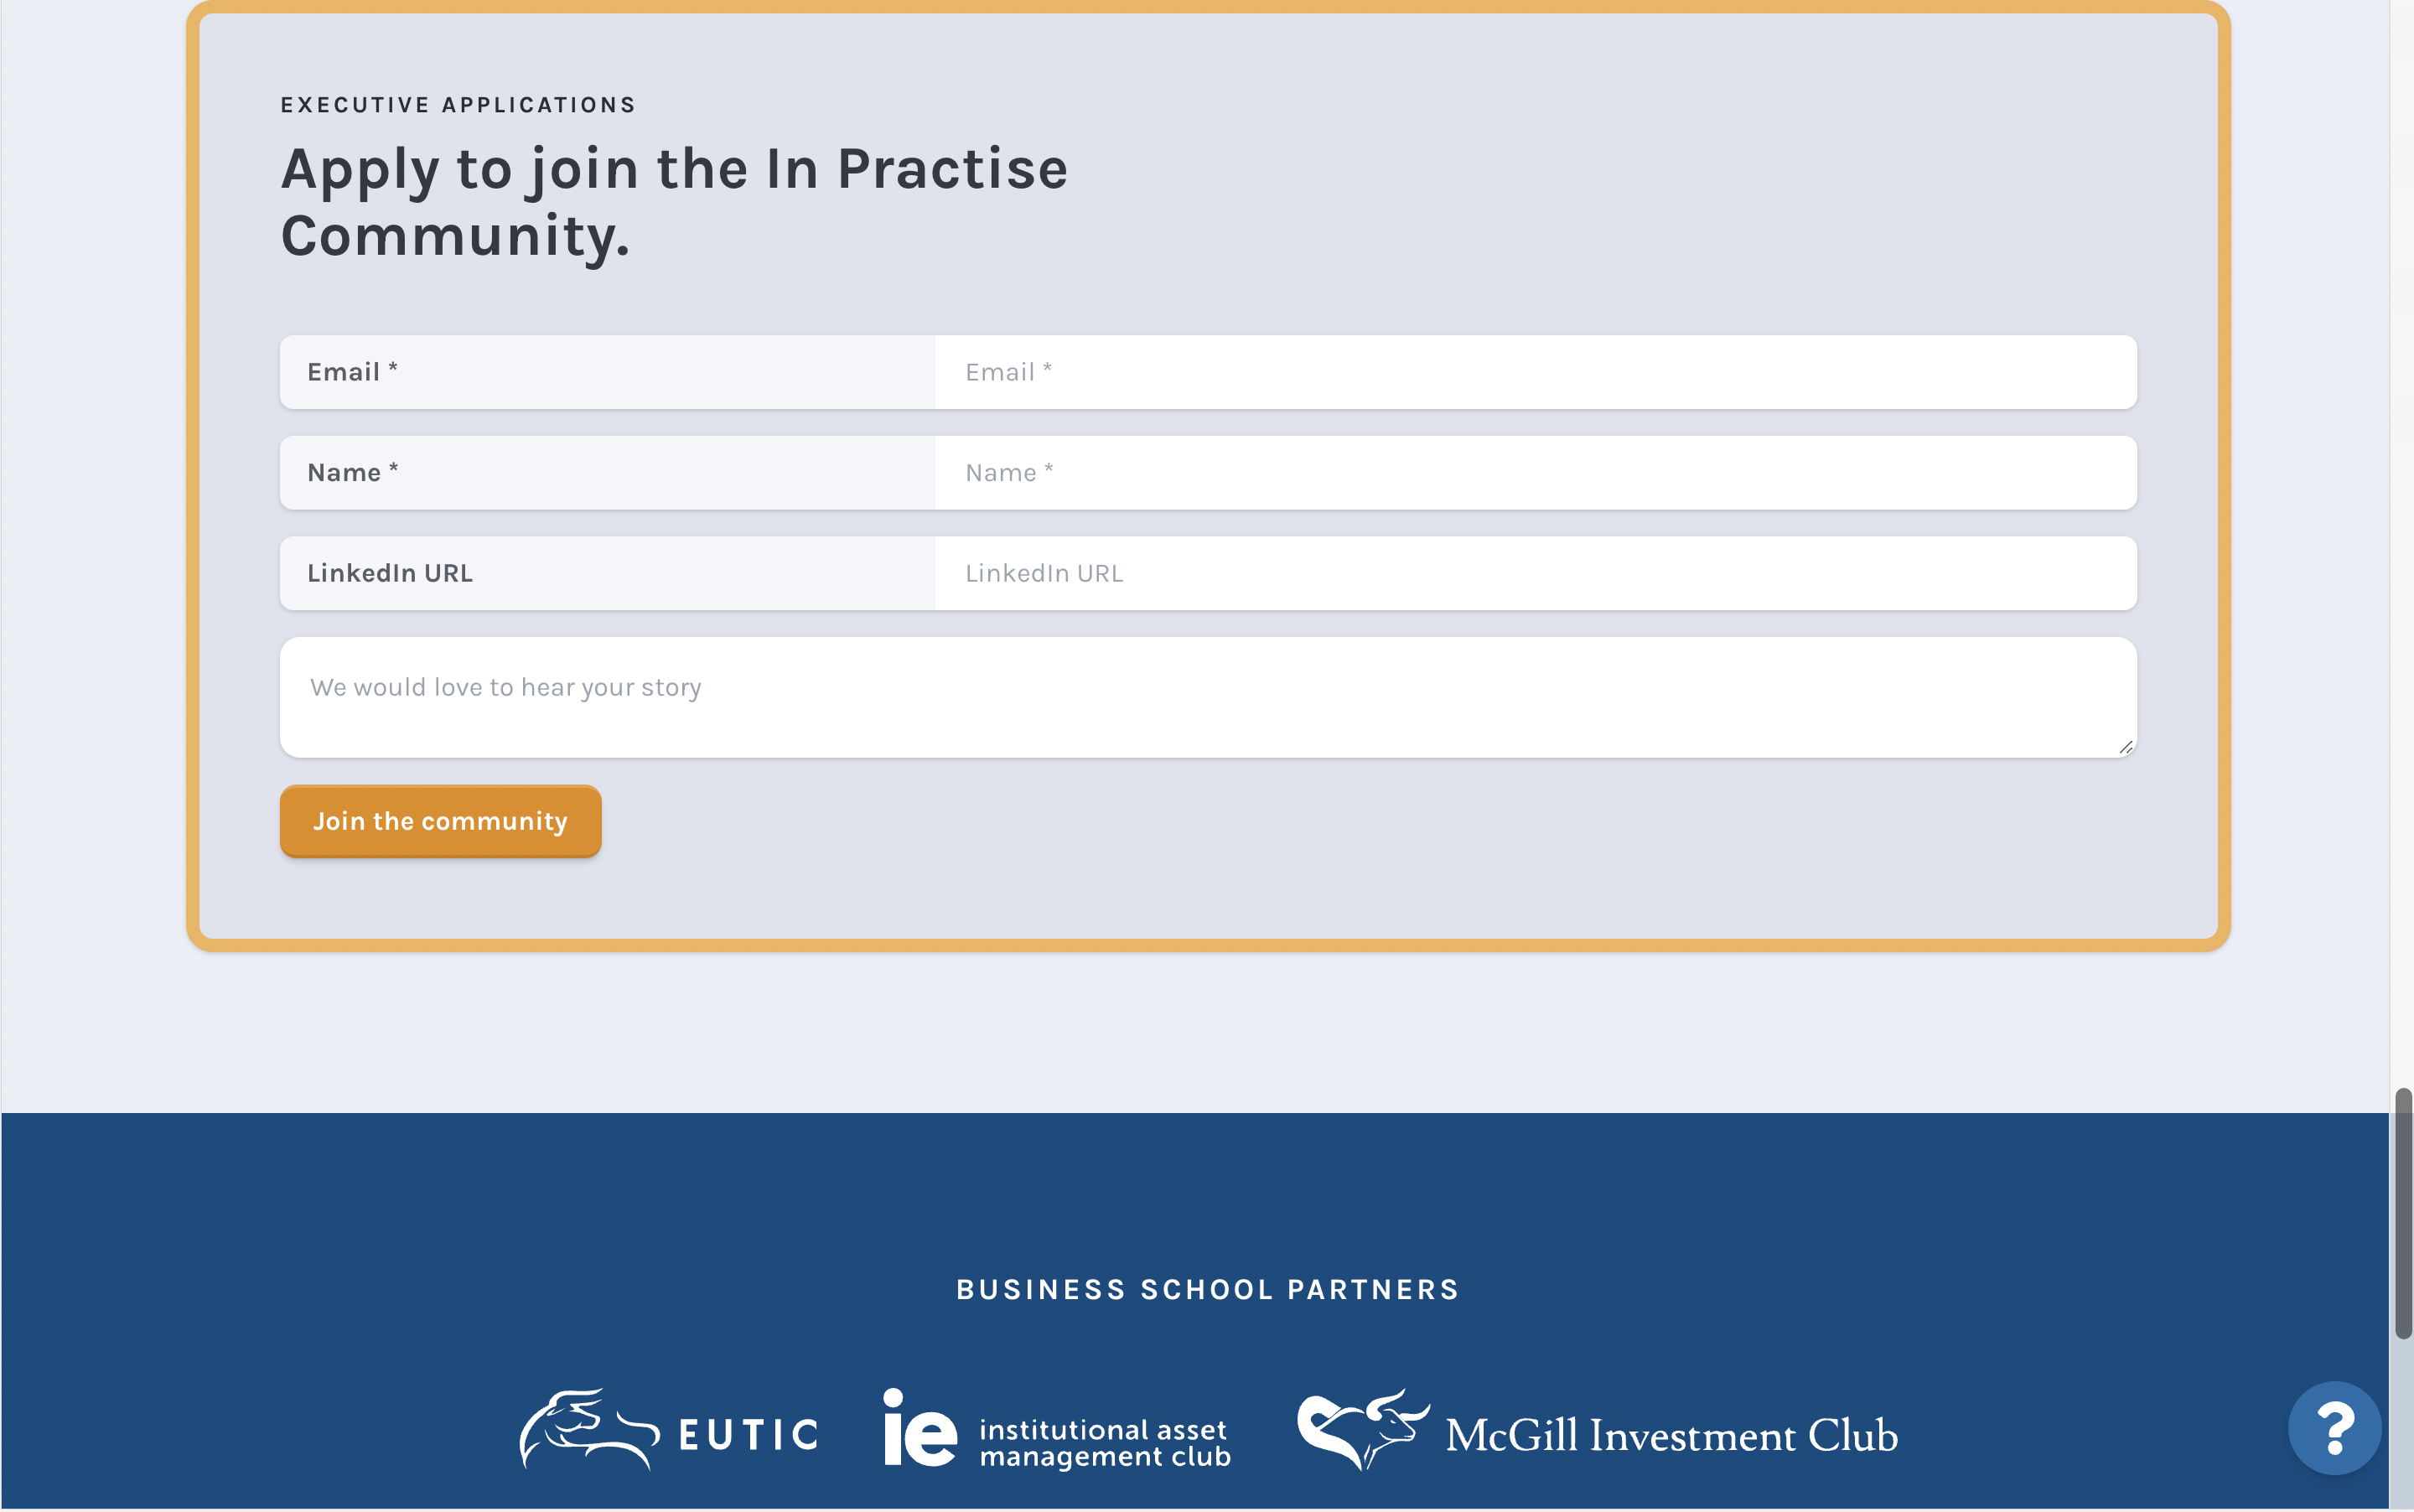 EXECUTIVE APPLICATIONS
Apply to join the In Practise
Community.
Email *
Email *
Name *
Name *
LinkedIn URL
LinkedIn URL
We would love to hear your story
Join the community
BUSINESS SCHOOL PARTNERS
EUTIC
ie
institutional asset
management club
McGill Investment Club
?